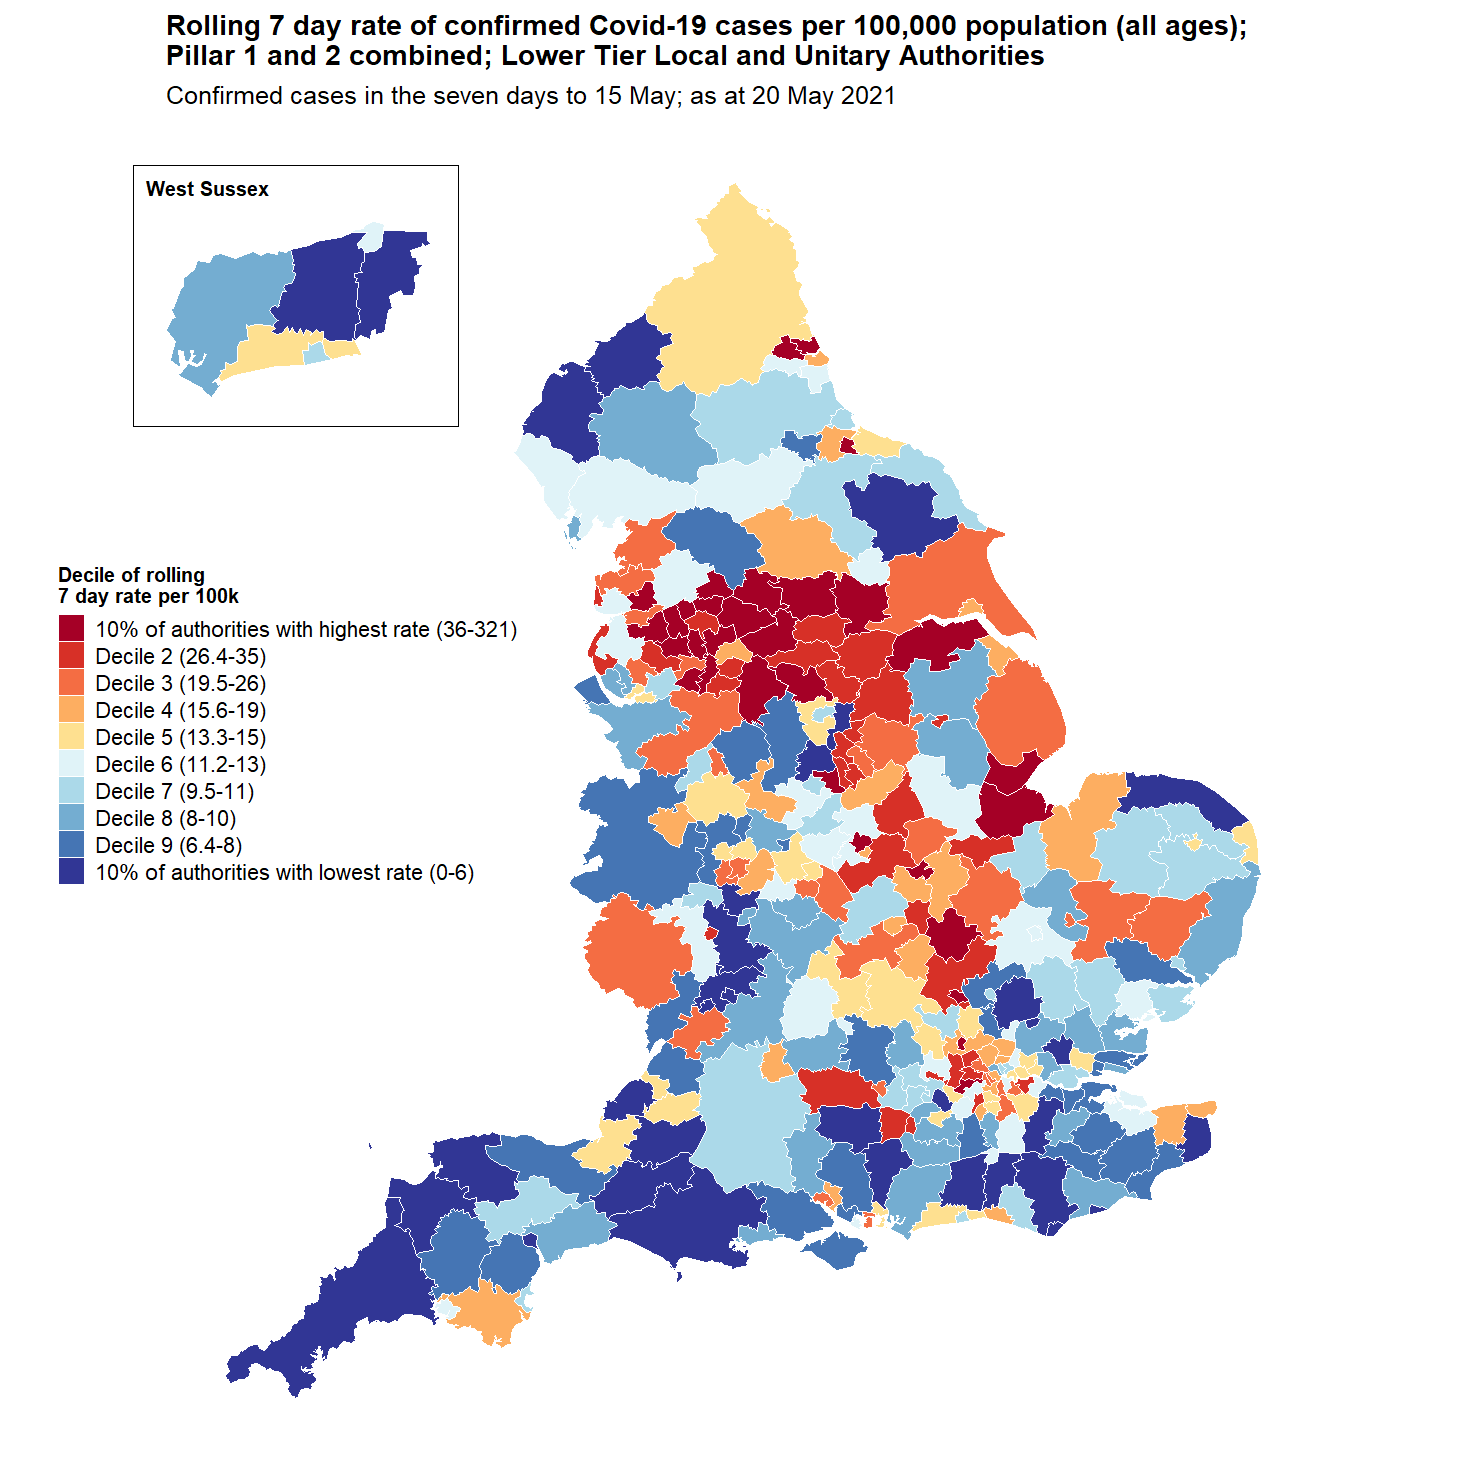 Rolling 7 day rate of confirmed Covid-19 cases per 100,000 population (all ages);
Pillar 1 and 2 combined; Lower Tier Local and Unitary Authorities
Confirmed cases in the seven days to 15 May; as at 20 May 2021
West Sussex
Decile of rolling
7 day rate per 100k
10% of authorities with highest rate (36-321)
Decile 2 (26.4-35)
Decile 3 (19.5-26)
Decile 4 (15.6-19)
Decile 5 (13.3-15)
Decile 6 (11.2-13)
Decile 7 (9.5-11)
Decile 8 (8-10)
Decile 9 (6.4-8)
10% of authorities with lowest rate (0-6)